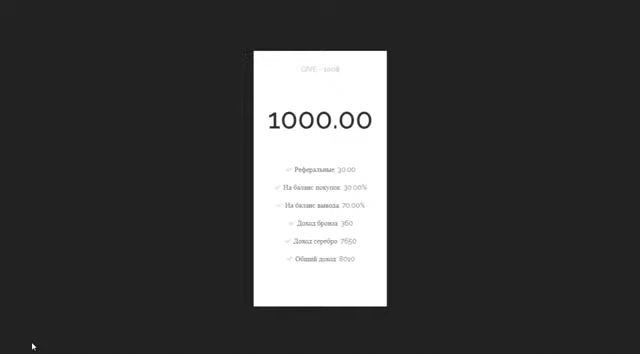 GIVE - 100$
1000.00
Реферальные: 30.00
На баланс покупок: 30.00%
На баланс вывода: 70.00%
Доход бронза: 360
Доход серебро: 7650
Общий доход: 8010